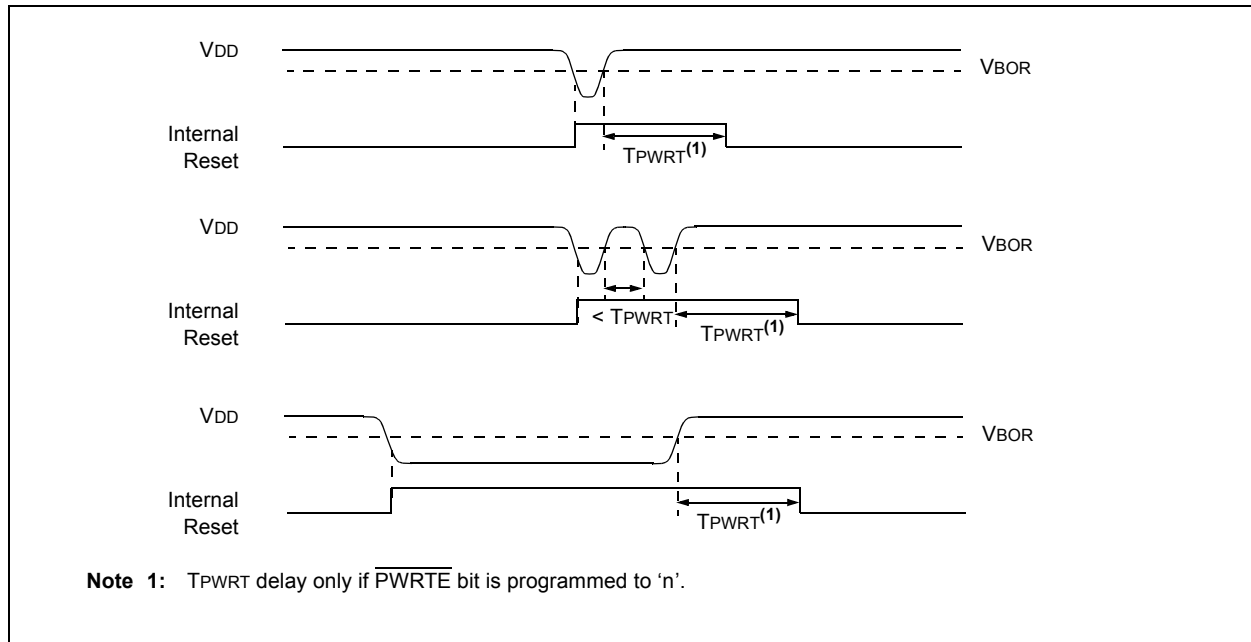 VDD
VBOR
Internal
Reset
TPWRT(1)
VDD
VBOR
Internal
Reset
< TPWRT
TPWRT(1)
VDD
VBOR
Internal
Reset
TPWRT(1)
Note 1: TPWRT delay only if PWRTE bit is programmed to ‘n’.